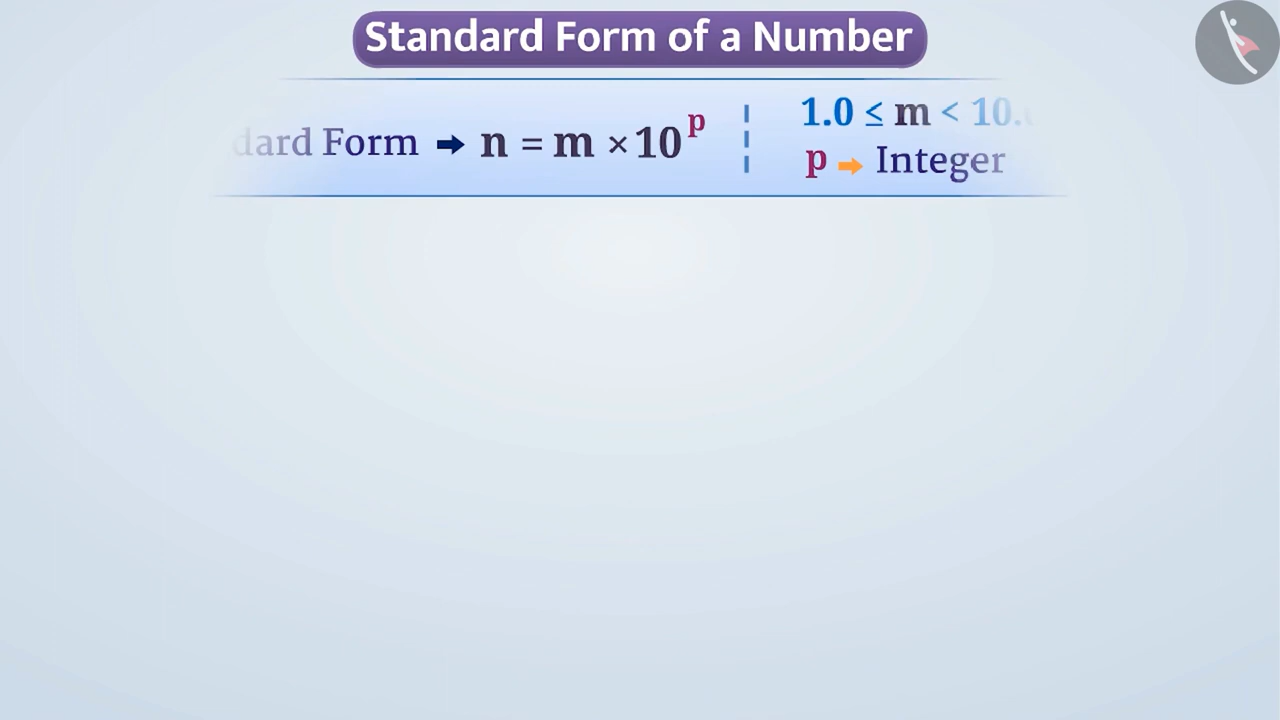 Standard Form of a Number
dard Form ➡ n = m × 10^p
1.0 ≤ m < 10.
p ➡ Integer